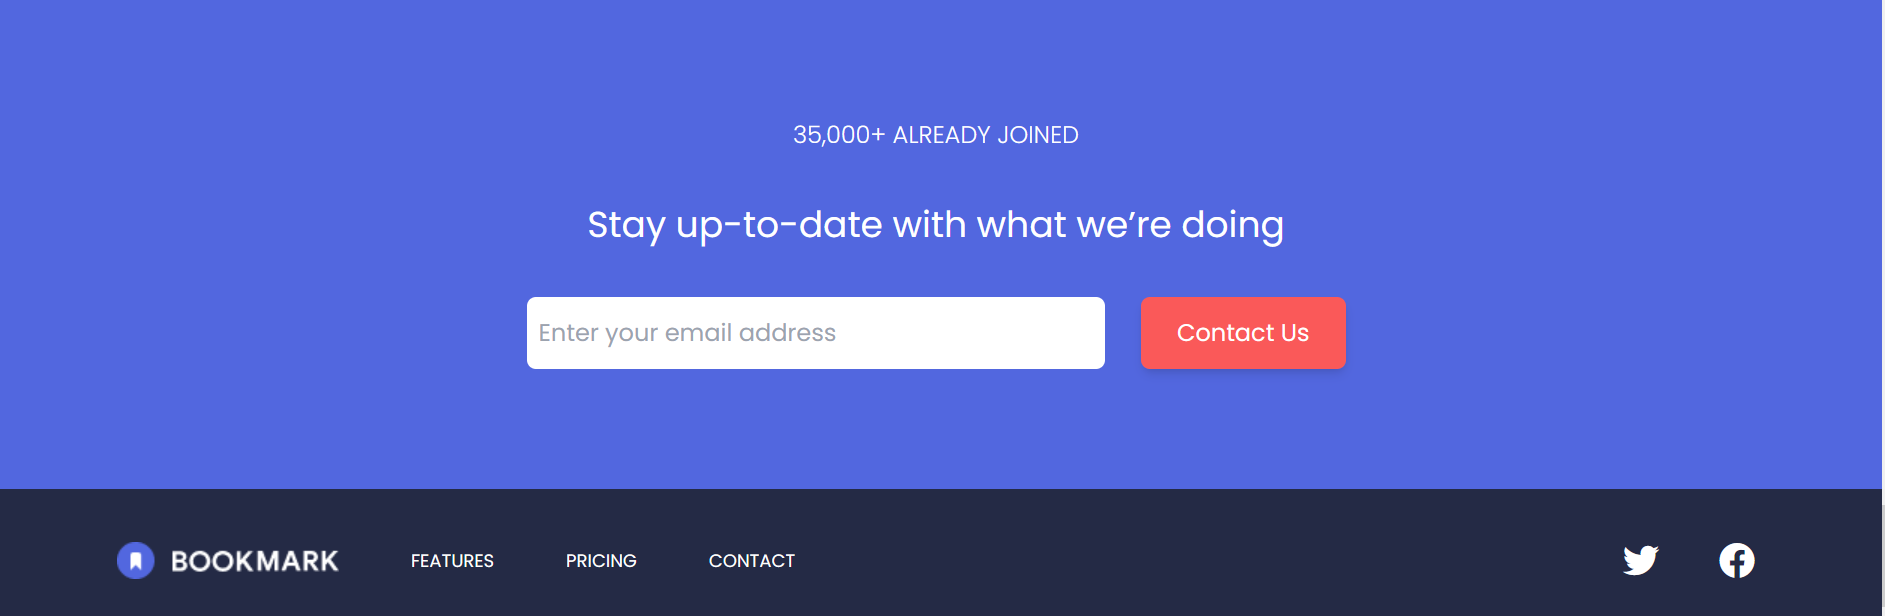 35,000+ ALREADY JOINED
Stay up-to-date with what we’re doing
Enter your email address
Contact Us
BOOKMARK
FEATURES
PRICING
CONTACT